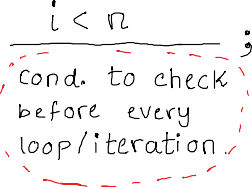 i < n ;
cond. to check
before every
loop/iteration.